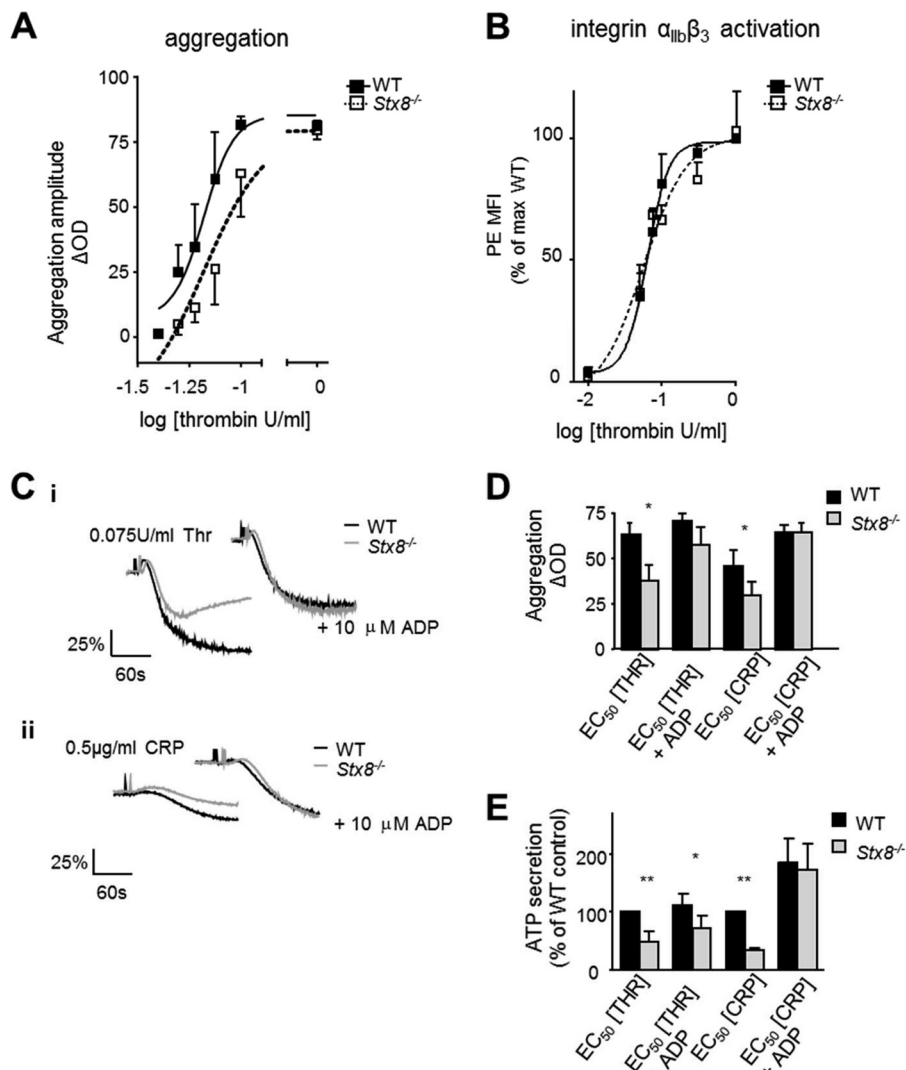 A
aggregation
WT
Stx8-/-
100
75
50
25
0
Aggregation amplitude
ΔOD
-1.5
-1.25
-1
0
log [thrombin U/ml]
B
integrin αIIbβ3 activation
WT
Stx8-/-
100
50
0
PE MFI
(% of max WT)
-2
-1
0
log [thrombin U/ml]
C
i
0.075U/ml Thr
WT
Stx8-/-
+ 10 μM ADP
25%
60s
ii
0.5µg/ml CRP
WT
Stx8-/-
+ 10 μM ADP
25%
60s
D
WT
Stx8-/-
75
50
25
0
Aggregation
ΔOD
*
*
EC50 [THR]
EC50 [THR]
+ ADP
EC50 [CRP]
EC50 [CRP]
+ ADP
E
WT
Stx8-/-
200
100
0
ATP secretion
(% of WT control)
**
*
**
EC50 [THR]
EC50 [THR]
ADP
EC50 [CRP]
EC50 [CRP]
+ ADP